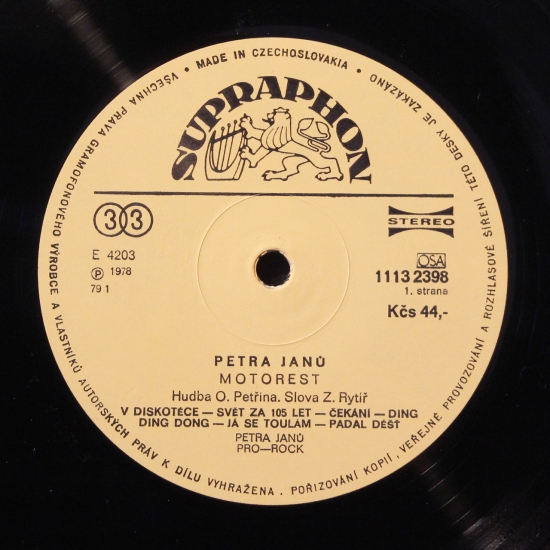 VŠECHNA PRÁVA GRAMOFONOVÉHO VÝROBCE A VLASTNÍKŮ AUTORSKÝCH PRÁV K DÍLU VYHRAŽENA. POŘIZOVÁNÍ KOPIÍ, VEŘEJNÉ PROVOZOVÁNÍ A ROZHLASOVÉ ŠÍŘENÍ TÉTO DESKY JE ZAKÁZÁNO
• MADE IN CZECHOSLOVAKIA •
SUPRAPHON
33
STEREO
E 4203
Ⓟ 1978
79 1
OSA
1113 2398
1. strana
Kčs 44,-
PETRA JANŮ
MOTOREST
Hudba O. Petřina. Slova Z. Rytíř
V DISKOTÉCE — SVĚT ZA 105 LET — ČEKÁNÍ — DING
DING DONG — JÁ SE TOULÁM — PADAL DÉŠŤ
PETRA JANŮ
PRO—ROCK